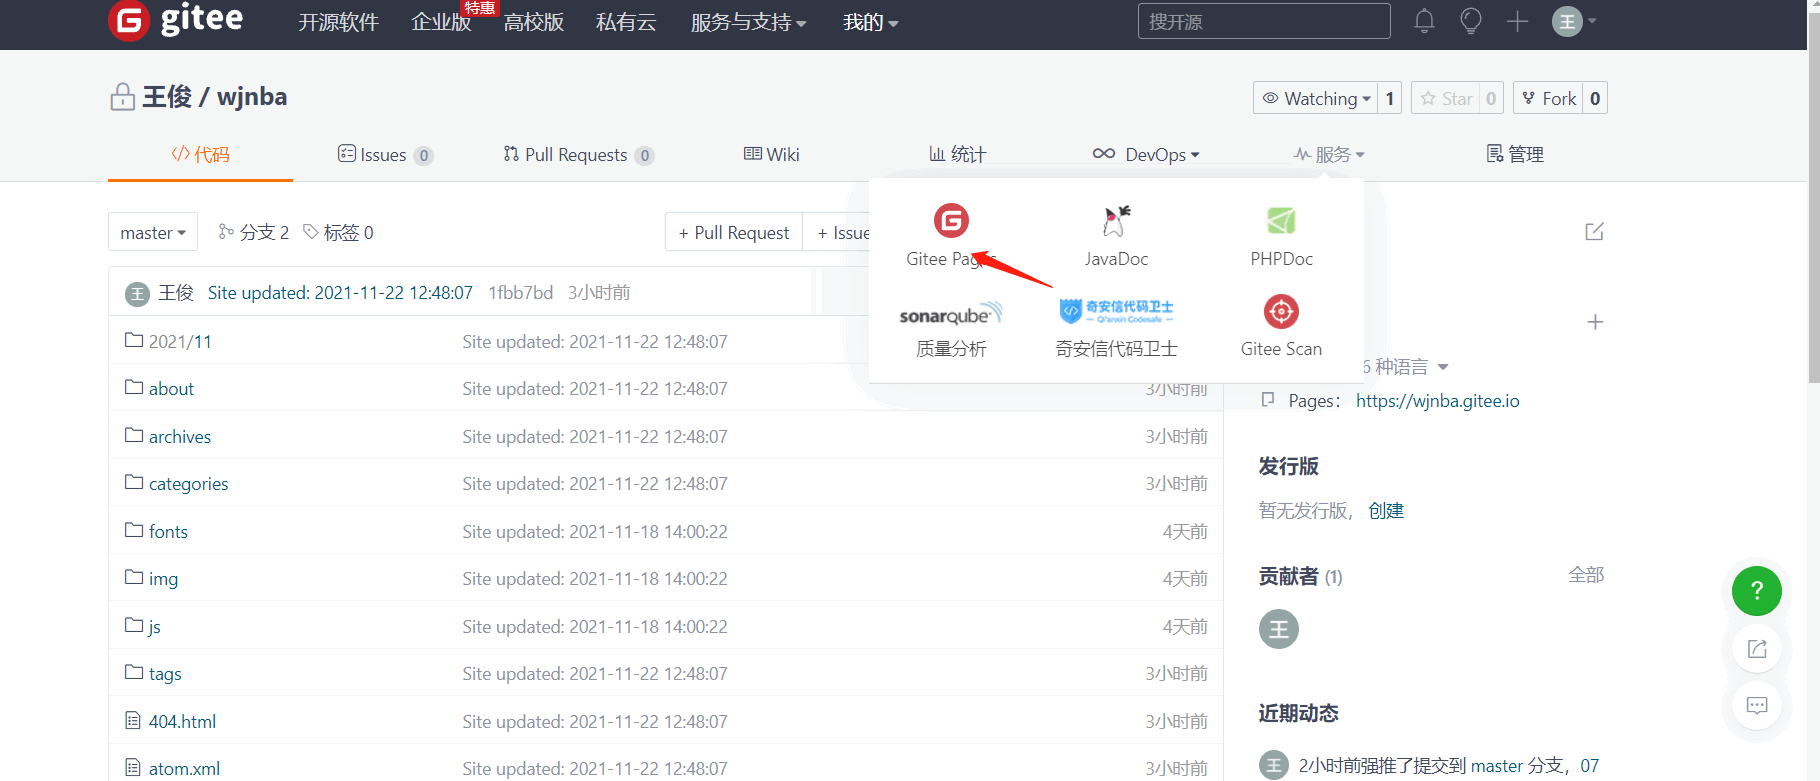 gitee 开源软件 企业版 特惠 高校版 私有云 服务与支持 我的 搜开源 王
王俊 / wjnba Watching 1 Star 0 Fork 0
代码 Issues 0 Pull Requests 0 Wiki 统计 DevOps 服务 管理
master 分支 2 标签 0 + Pull Request + Issue
Gitee Pages JavaDoc PHPDoc
王 王俊 Site updated: 2021-11-22 12:48:07 1fbb7bd 3小时前
sonarqube 奇安信代码卫士 Qi'anxin Codesafe
质量分析 奇安信代码卫士 Gitee Scan
2021/11 Site updated: 2021-11-22 12:48:07
6 种语言
about Site updated: 2021-11-22 12:48:07 3小时前
Pages: https://wjnba.gitee.io
archives Site updated: 2021-11-22 12:48:07 3小时前
发行版
categories Site updated: 2021-11-22 12:48:07 3小时前
暂无发行版， 创建
fonts Site updated: 2021-11-18 14:00:22 4天前
img Site updated: 2021-11-18 14:00:22 4天前
贡献者 (1) 全部
?
js Site updated: 2021-11-18 14:00:22 4天前
王
tags Site updated: 2021-11-22 12:48:07 3小时前
404.html Site updated: 2021-11-22 12:48:07 3小时前
近期动态
atom.xml Site updated: 2021-11-22 12:48:07 3小时前
王 2小时前强推了提交到 master 分支，07